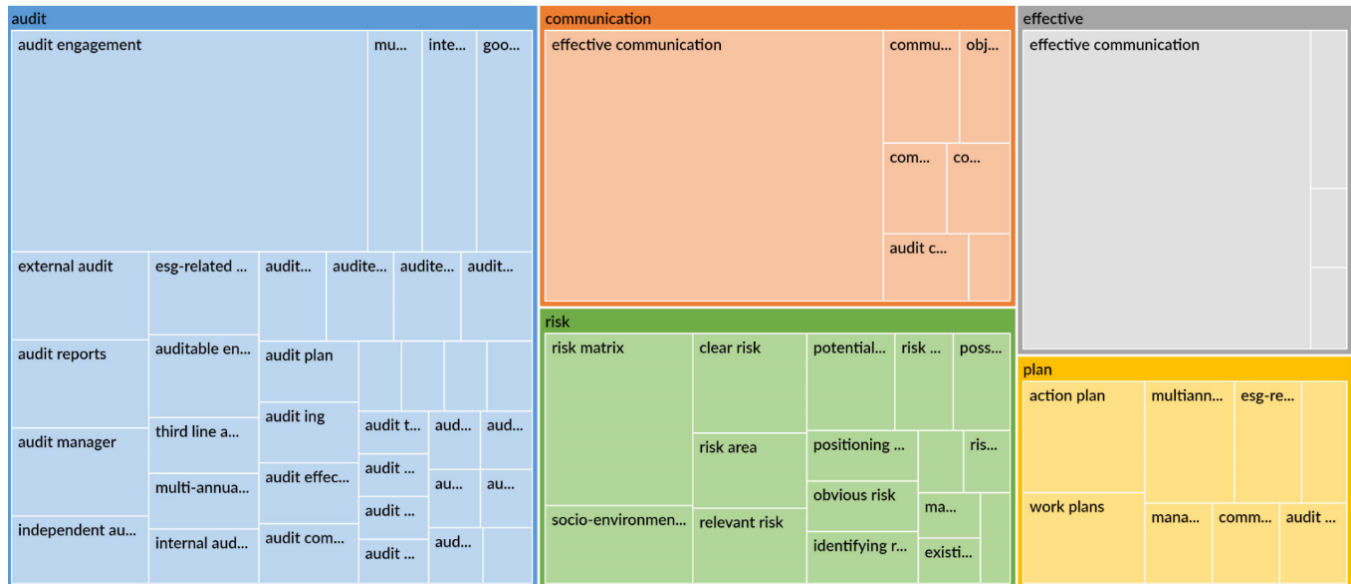 audit
audit engagement
mu...
inte...
goo...
external audit
esg-related ...
audit...
audite...
audite...
audit...
audit reports
auditable en...
audit plan
audit manager
third line a...
audit ing
audit t...
aud...
aud...
audit ...
multi-annua...
audit effec...
au...
au...
audit ...
independent au...
internal aud...
audit com...
aud...
audit ...
communication
effective communication
commu...
obj...
com...
co...
audit c...
risk
risk matrix
clear risk
potential...
risk ...
poss...
risk area
positioning ...
ris...
obvious risk
socio-environmen...
relevant risk
ma...
identifying r...
existi...
effective
effective communication
plan
action plan
multiann...
esg-re...
work plans
mana...
comm...
audit ...